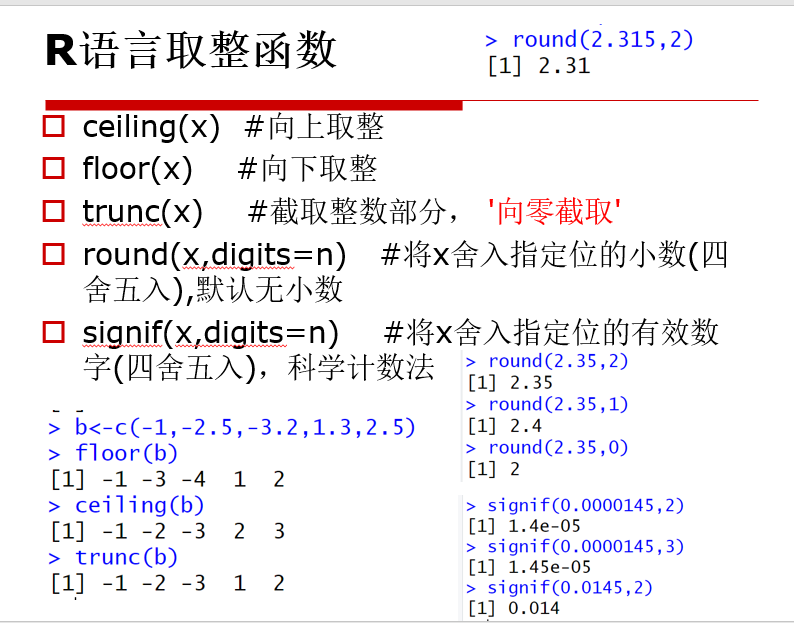 R语言取整函数
> round(2.315,2)
[1] 2.31
ceiling(x) #向上取整
floor(x) #向下取整
trunc(x) #截取整数部分， '向零截取'
round(x,digits=n) #将x舍入指定位的小数(四
舍五入),默认无小数
signif(x,digits=n) #将x舍入指定位的有效数
字(四舍五入)，科学计数法
> b<-c(-1,-2.5,-3.2,1.3,2.5)
> floor(b)
[1] -1 -3 -4 1 2
> ceiling(b)
[1] -1 -2 -3 2 3
> trunc(b)
[1] -1 -2 -3 1 2
> round(2.35,2)
[1] 2.35
> round(2.35,1)
[1] 2.4
> round(2.35,0)
[1] 2
> signif(0.0000145,2)
[1] 1.4e-05
> signif(0.0000145,3)
[1] 1.45e-05
> signif(0.0145,2)
[1] 0.014